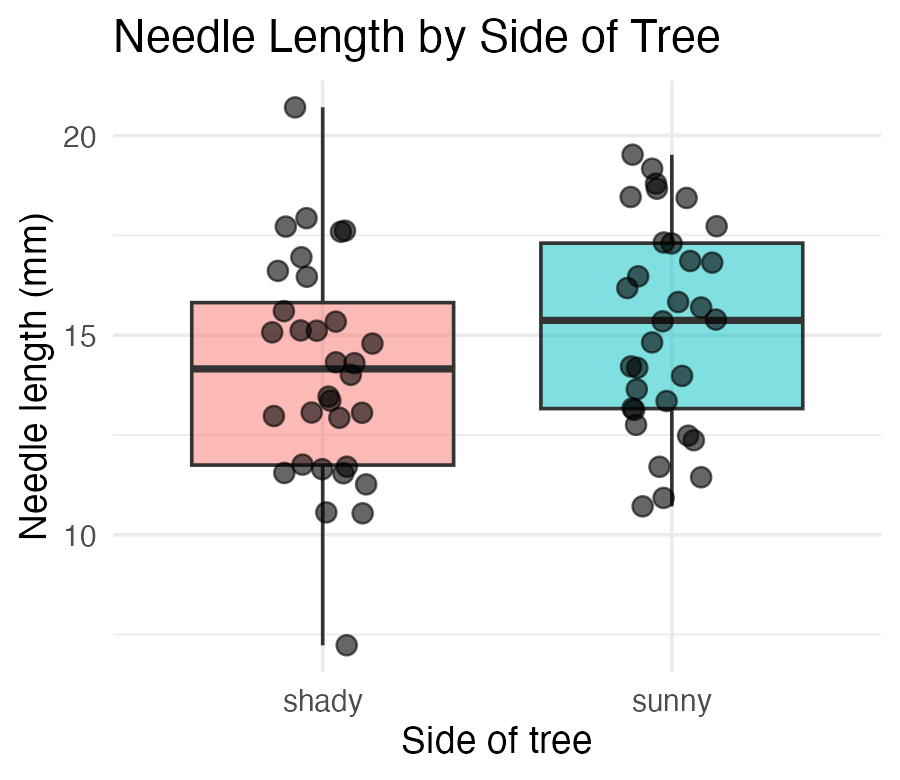 Needle Length by Side of Tree
Needle length (mm)
20
15
10
shady
sunny
Side of tree